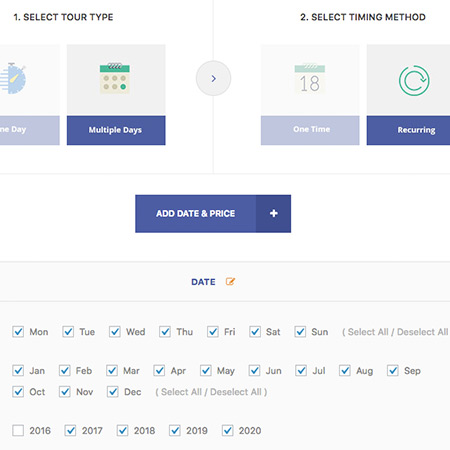 1. SELECT TOUR TYPE 2. SELECT TIMING METHOD
18
ne Day Multiple Days One Time Recurring
ADD DATE & PRICE +
DATE
Mon Tue Wed Thu Fri Sat Sun ( Select All / Deselect All
Jan Feb Mar Apr May Jun Jul Aug Sep
Oct Nov Dec ( Select All / Deselect All )
2016 2017 2018 2019 2020